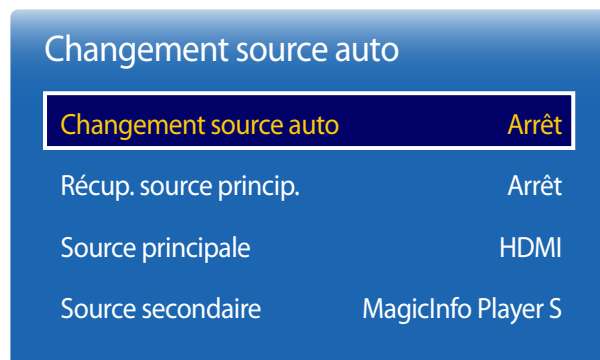 Changement source auto
Changement source auto Arrêt
Récup. source princip. Arrêt
Source principale HDMI
Source secondaire MagicInfo Player S